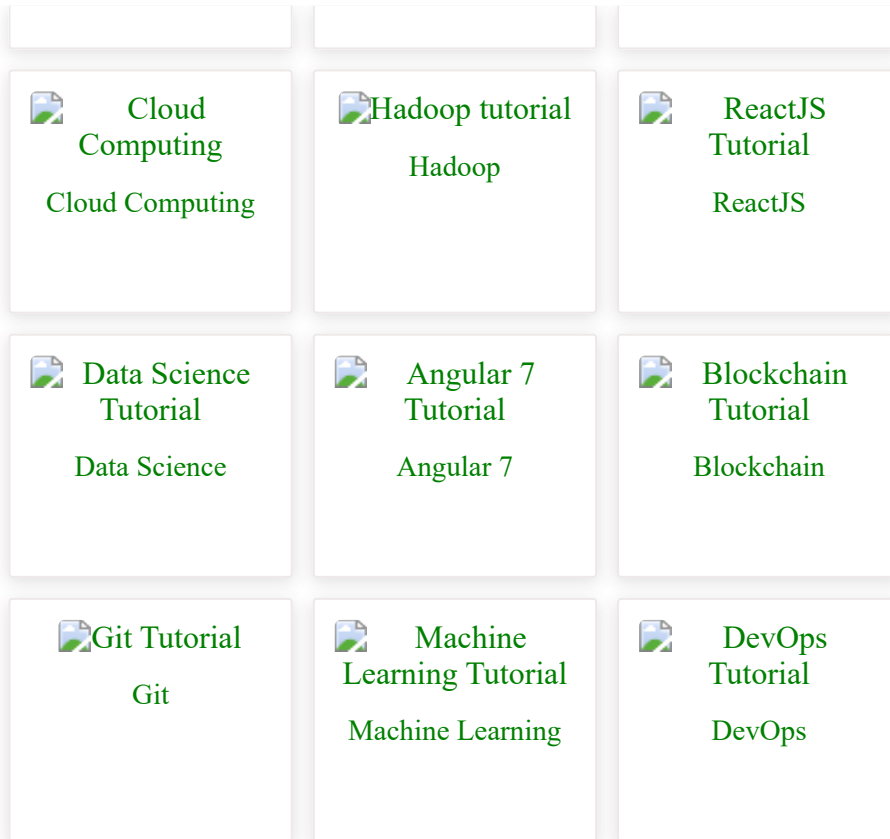 Cloud
Computing
Cloud Computing
Hadoop tutorial
Hadoop
ReactJS
Tutorial
ReactJS
Data Science
Tutorial
Data Science
Angular 7
Tutorial
Angular 7
Blockchain
Tutorial
Blockchain
Git Tutorial
Git
Machine
Learning Tutorial
Machine Learning
DevOps
Tutorial
DevOps